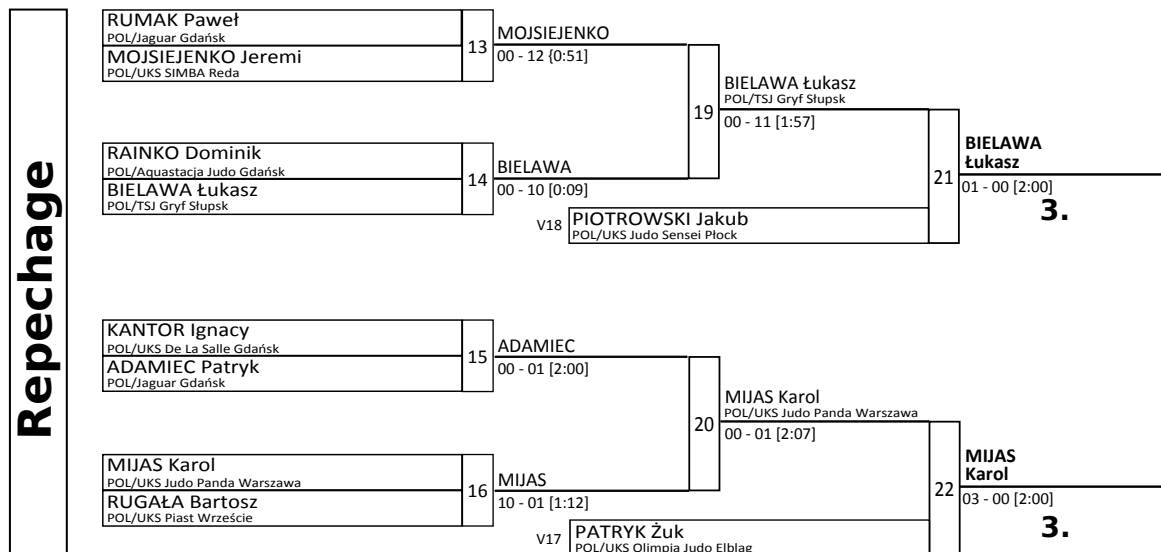 Repechage
RUMAK Paweł
POL/Jaguar Gdańsk
MOJSIEJENKO Jeremi
POL/UKS SIMBA Reda
13
MOJSIEJENKO
00 - 12 {0:51]
RAINKO Dominik
POL/Aquastacja Judo Gdańsk
BIELAWA Łukasz
POL/TSJ Gryf Słupsk
14
BIELAWA
00 - 10 [0:09]
19
BIELAWA Łukasz
POL/TSJ Gryf Słupsk
00 - 11 [1:57]
V18
PIOTROWSKI Jakub
POL/UKS Judo Sensei Płock
21
BIELAWA
Łukasz
01 - 00 [2:00]
3.
KANTOR Ignacy
POL/UKS De La Salle Gdańsk
ADAMIEC Patryk
POL/Jaguar Gdańsk
15
ADAMIEC
00 - 01 [2:00]
MIJAS Karol
POL/UKS Judo Panda Warszawa
RUGAŁA Bartosz
POL/UKS Piast Wrzeście
16
MIJAS
10 - 01 [1:12]
20
MIJAS Karol
POL/UKS Judo Panda Warszawa
00 - 01 [2:07]
V17
PATRYK Żuk
POL/UKS Olimpia Judo Elbląg
22
MIJAS
Karol
03 - 00 [2:00]
3.